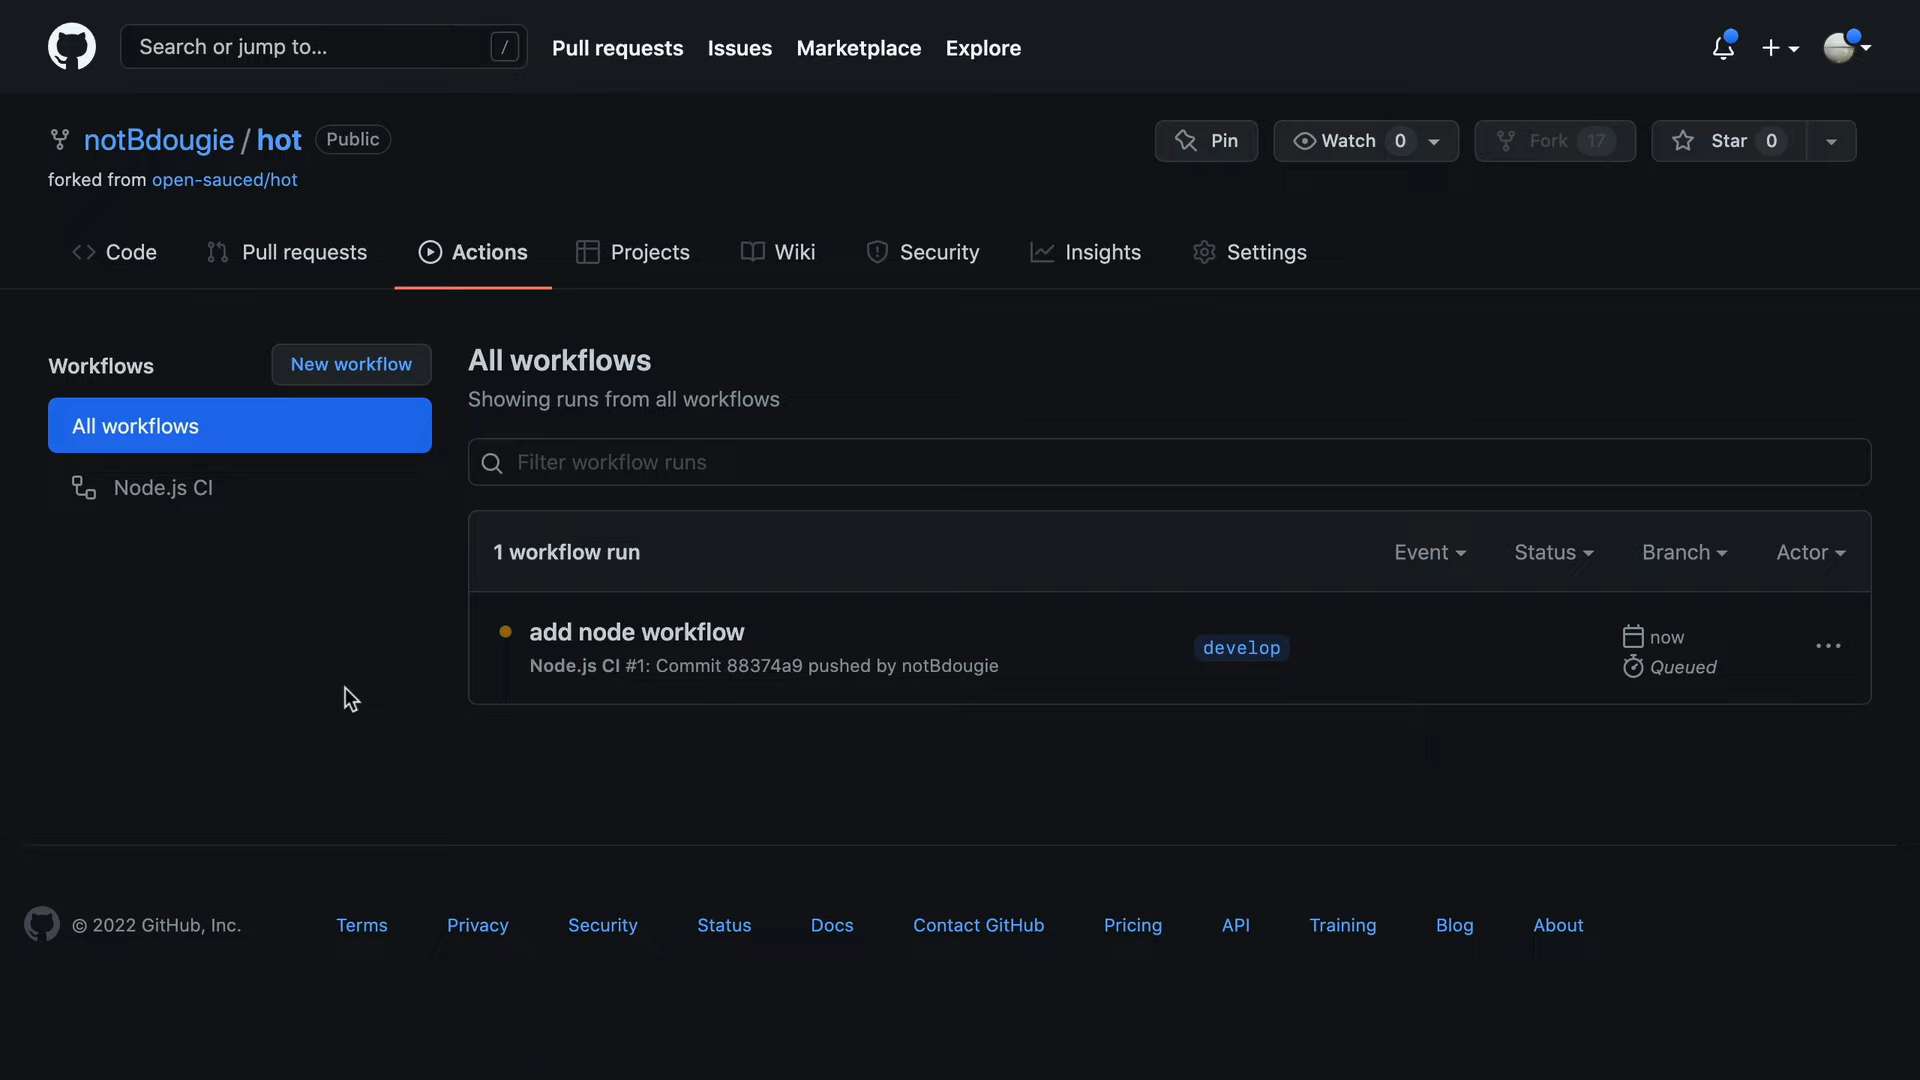 Search or jump to... /
Pull requests Issues Marketplace Explore
notBdougie / hot Public
Pin Watch 0 Fork 17 Star 0
forked from open-sauced/hot
Code Pull requests Actions Projects Wiki Security Insights Settings
Workflows New workflow
All workflows
Node.js CI
All workflows
Showing runs from all workflows
Filter workflow runs
1 workflow run Event Status Branch Actor
add node workflow
Node.js CI #1: Commit 88374a9 pushed by notBdougie
develop
now
Queued
© 2022 GitHub, Inc. Terms Privacy Security Status Docs Contact GitHub Pricing API Training Blog About